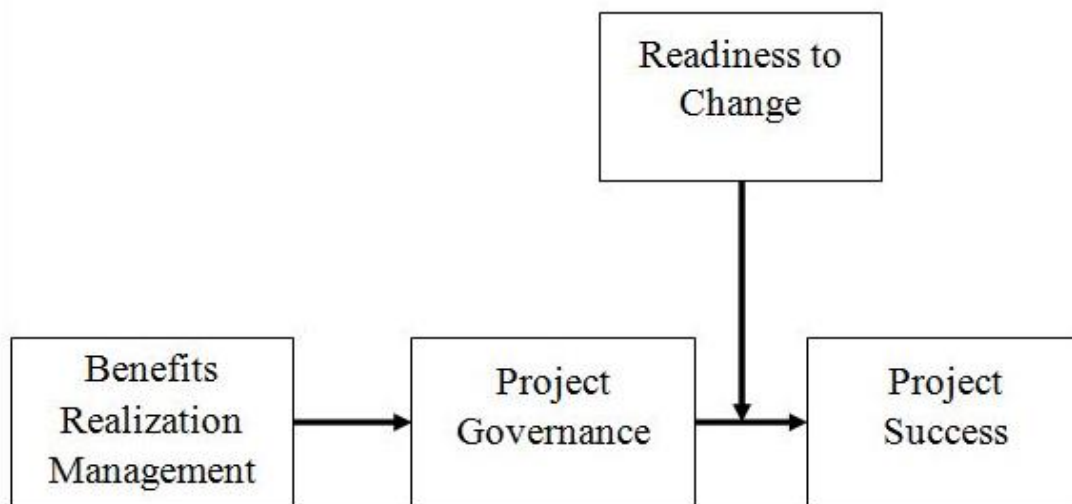 Readiness to
Change
Benefits
Realization
Management
Project
Governance
Project
Success